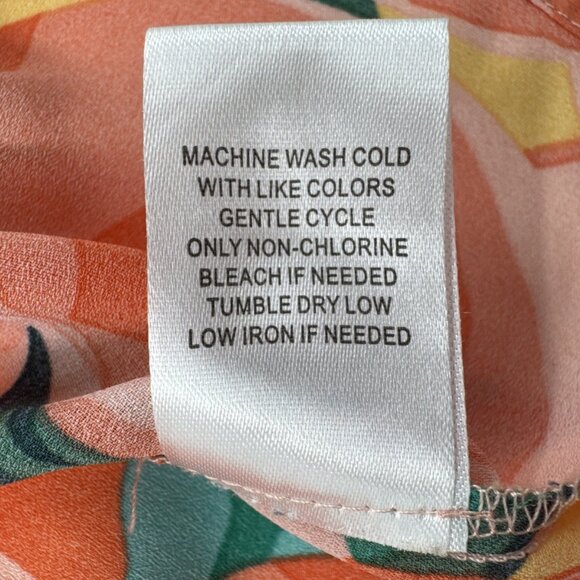 MACHINE WASH COLD
WITH LIKE COLORS
GENTLE CYCLE
ONLY NON-CHLORINE
BLEACH IF NEEDED
TUMBLE DRY LOW
LOW IRON IF NEEDED